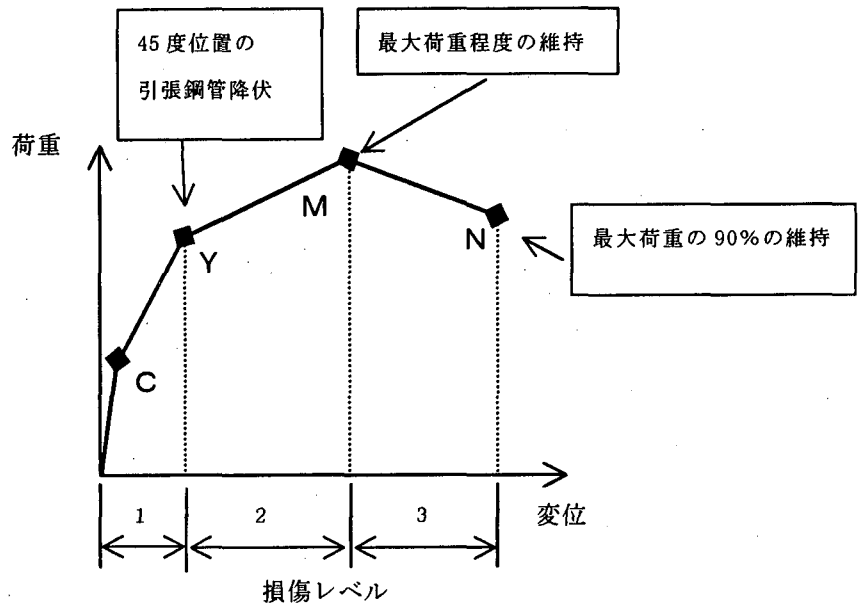 45度位置の
引張鋼管降伏
最大荷重程度の維持
荷重
M
Y
N
最大荷重の90%の維持
C
1
2
3
変位
損傷レベル